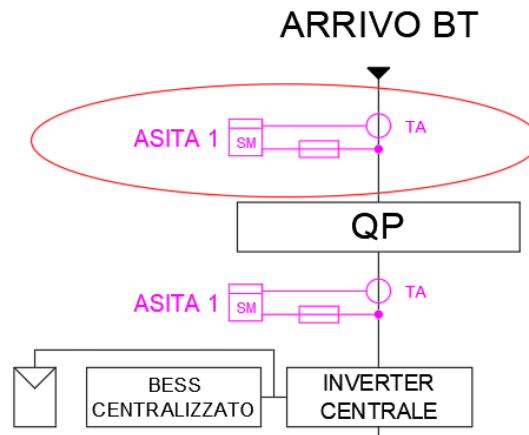 ARRIVO BT
ASITA 1
SM
TA
QP
ASITA 1
SM
TA
BESS
CENTRALIZZATO
INVERTER
CENTRALE